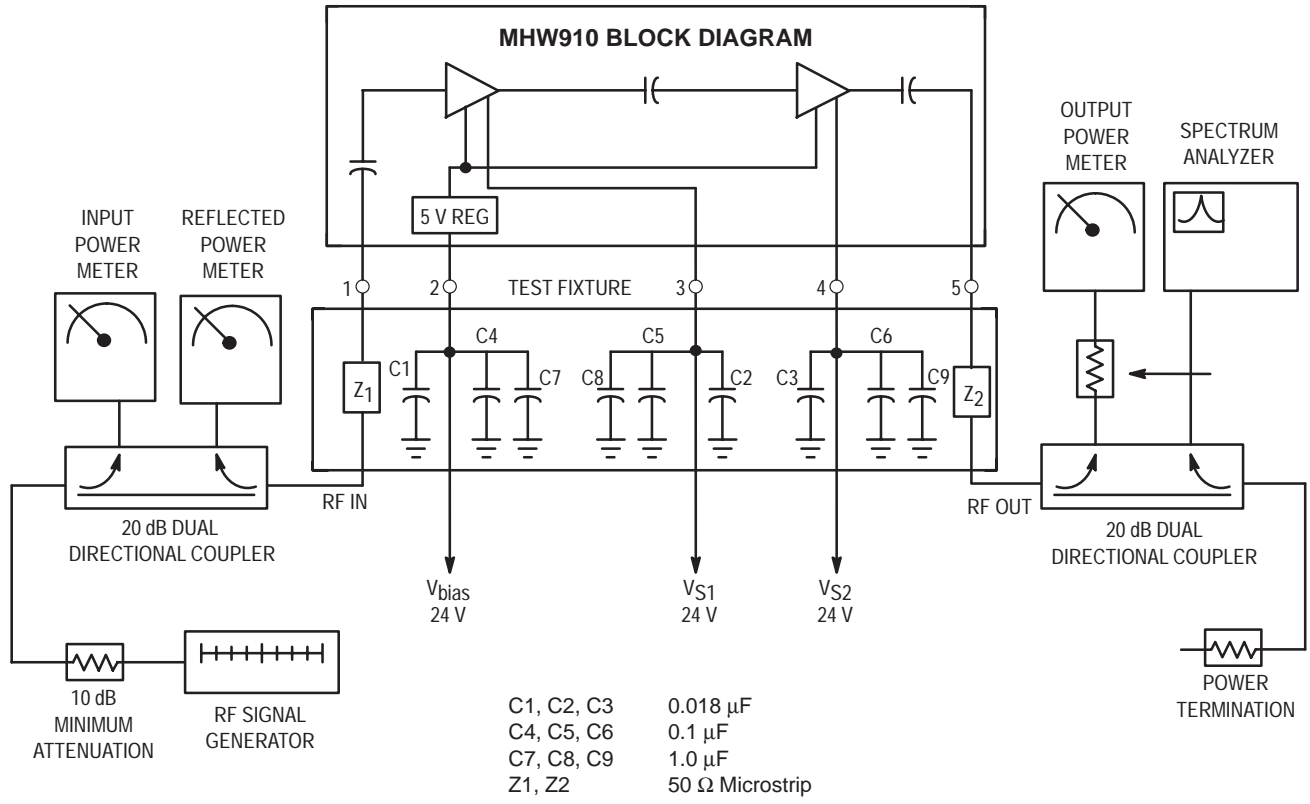 MHW910 BLOCK DIAGRAM
5 V REG
INPUT
POWER
METER
REFLECTED
POWER
METER
OUTPUT
POWER
METER
SPECTRUM
ANALYZER
1
2
TEST FIXTURE
3
4
5
Z1
C1
C4
C7
C8
C5
C2
C3
C6
C9
Z2
RF IN
RF OUT
20 dB DUAL
DIRECTIONAL COUPLER
20 dB DUAL
DIRECTIONAL COUPLER
Vbias
24 V
VS1
24 V
VS2
24 V
10 dB
MINIMUM
ATTENUATION
RF SIGNAL
GENERATOR
POWER
TERMINATION
C1, C2, C3 0.018 μF
C4, C5, C6 0.1 μF
C7, C8, C9 1.0 μF
Z1, Z2 50 Ω Microstrip